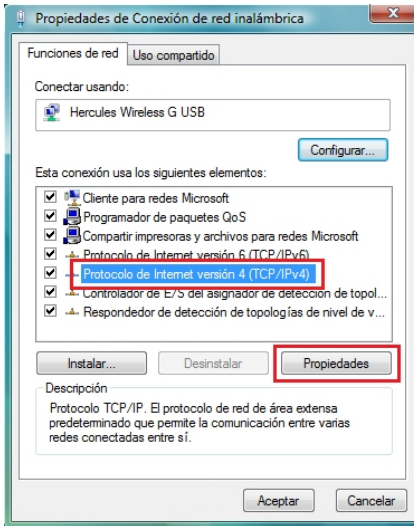 Propiedades de Conexión de red inalámbrica
Funciones de red
Uso compartido
Conectar usando:
Hercules Wireless G USB
Configurar...
Esta conexión usa los siguientes elementos:
Cliente para redes Microsoft
Programador de paquetes QoS
Compartir impresoras y archivos para redes Microsoft
Protocolo de Internet versión 6 (TCP/IPv6)
Protocolo de Internet versión 4 (TCP/IPv4)
Controlador de E/S del asignador de detección de topol...
Respondedor de detección de topologías de nivel de v...
Instalar...
Desinstalar
Propiedades
Descripción
Protocolo TCP/IP. El protocolo de red de área extensa
predeterminado que permite la comunicación entre varias
redes conectadas entre sí.
Aceptar
Cancelar